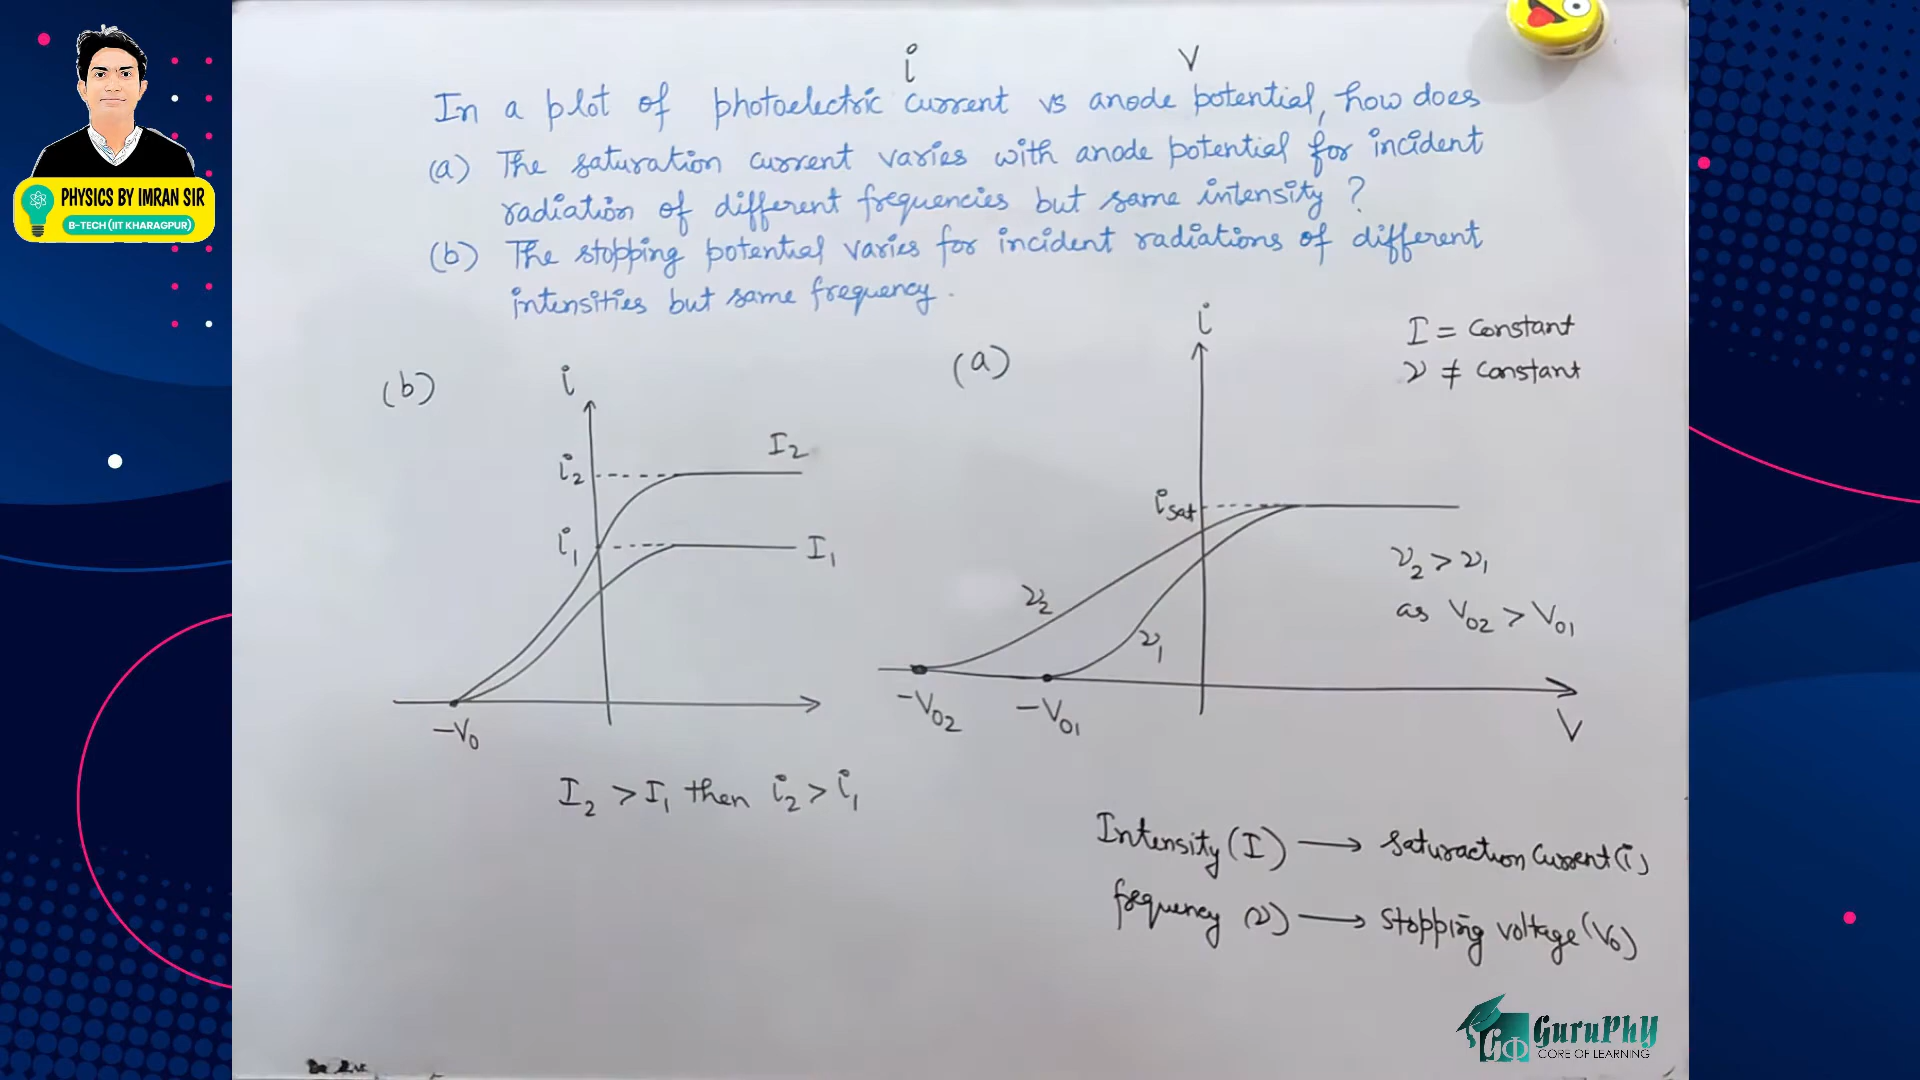 PHYSICS BY IMRAN SIR
B-TECH (IIT KHARAGPUR)
i V
In a plot of photoelectric current vs anode potential, how does
(a) The saturation current varies with anode potential for incident
radiation of different frequencies but same intensity ?
(b) The stopping potential varies for incident radiations of different
intensities but same frequency.
(b)
i
I2
i2
i1
I1
-V0
I2 > I1 then i2 > i1
(a)
i
I = constant
ν ≠ constant
isat
ν2 > ν1
as V02 > V01
ν2
ν1
-V02 -V01
V
Intensity (I) → Saturaction Current (i)
frequency (ν) → Stopping voltage (V0)
GΦ GuruPhY
CORE OF LEARNING